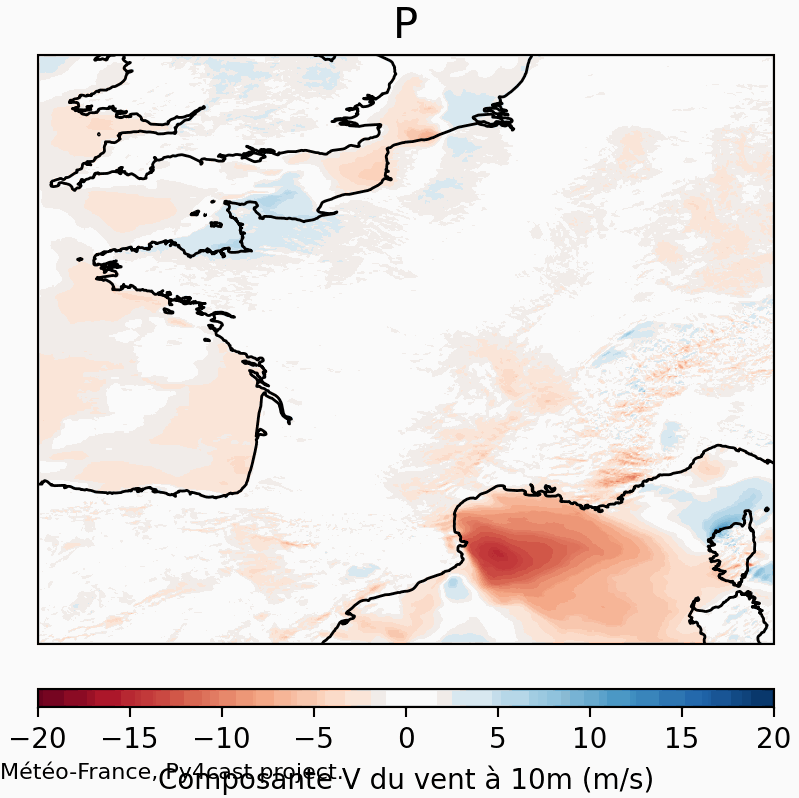 P
−20 −15 −10 −5 0 5 10 15 20
Météo-France, Py4cast project.
Composante V du vent à 10m (m/s)